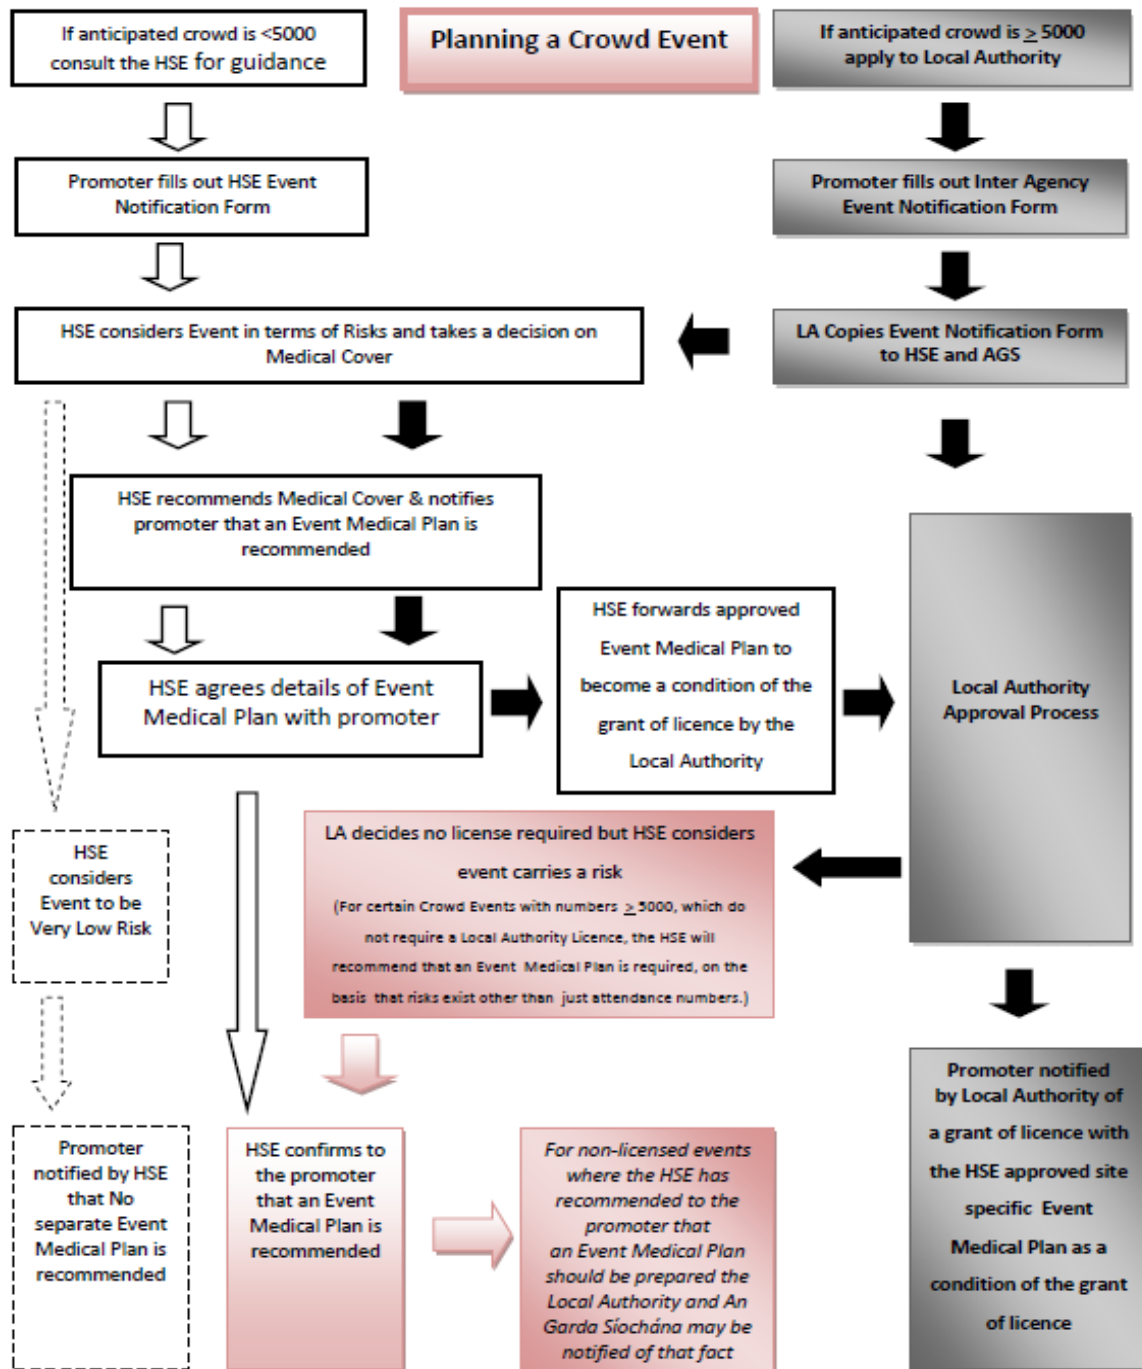 If anticipated crowd is <5000
consult the HSE for guidance
Planning a Crowd Event
If anticipated crowd is ≥ 5000
apply to Local Authority
Promoter fills out HSE Event
Notification Form
Promoter fills out Inter Agency
Event Notification Form
HSE considers Event in terms of Risks and takes a decision on
Medical Cover
LA Copies Event Notification Form
to HSE and AGS
HSE recommends Medical Cover & notifies
promoter that an Event Medical Plan is
recommended
HSE agrees details of Event
Medical Plan with promoter
HSE forwards approved
Event Medical Plan to
become a condition of the
grant of licence by the
Local Authority
Local Authority
Approval Process
HSE
considers
Event to be
Very Low Risk
LA decides no license required but HSE considers
event carries a risk
(For certain Crowd Events with numbers ≥ 5000, which do
not require a Local Authority Licence, the HSE will
recommend that an Event Medical Plan is required, on the
basis that risks exist other than just attendance numbers.)
Promoter
notified by HSE
that No
separate Event
Medical Plan is
recommended
HSE confirms to
the promoter
that an Event
Medical Plan is
recommended
For non-licensed events
where the HSE has
recommended to the
promoter that
an Event Medical Plan
should be prepared the
Local Authority and An
Garda Síochána may be
notified of that fact
Promoter notified
by Local Authority of
a grant of licence with
the HSE approved site
specific Event
Medical Plan as a
condition of the grant
of licence